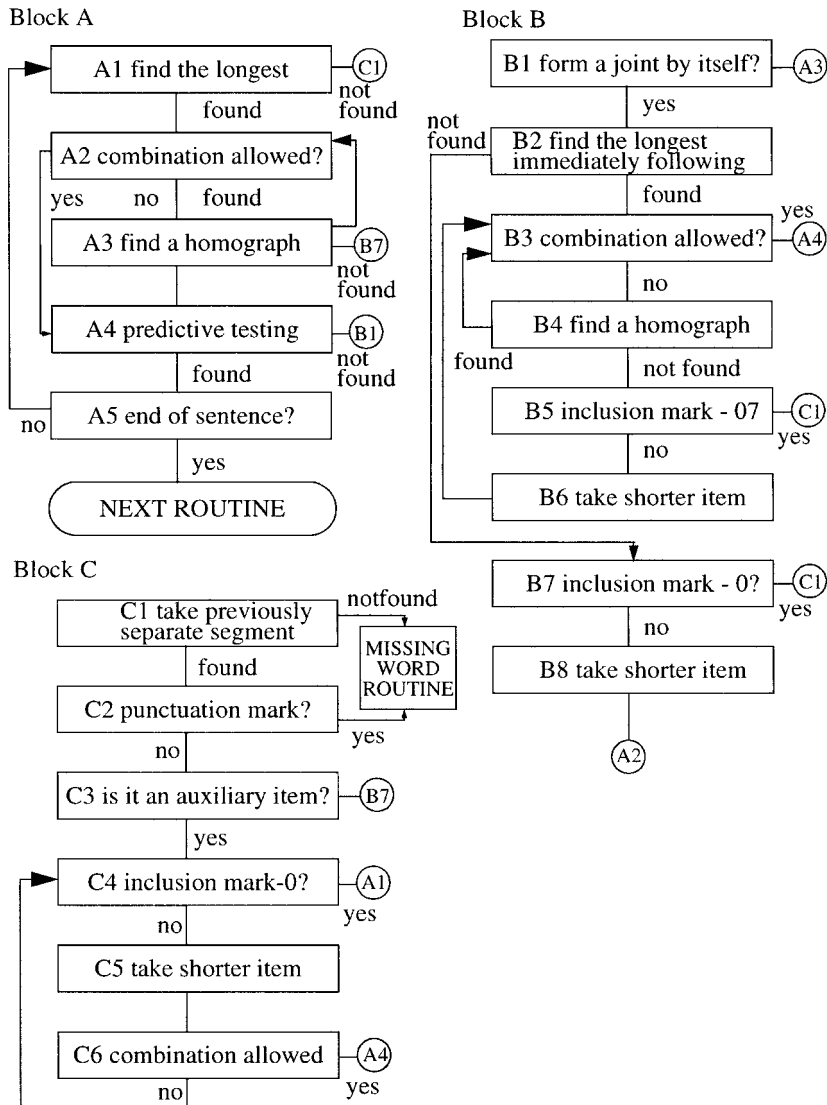 Block A
A1 find the longest
C1
not
found
found
A2 combination allowed?
yes no found
A3 find a homograph
B7
not
found
A4 predictive testing
B1
not
found
found
no
A5 end of sentence?
yes
NEXT ROUTINE
Block B
B1 form a joint by itself?
A3
not
found
yes
B2 find the longest
immediately following
found
yes
B3 combination allowed?
A4
no
B4 find a homograph
found
not found
B5 inclusion mark - 07
C1
yes
no
B6 take shorter item
B7 inclusion mark - 0?
C1
yes
no
B8 take shorter item
A2
Block C
C1 take previously
separate segment
notfound
MISSING
WORD
ROUTINE
found
C2 punctuation mark?
yes
no
C3 is it an auxiliary item?
B7
yes
C4 inclusion mark-0?
A1
yes
no
C5 take shorter item
C6 combination allowed
A4
yes
no